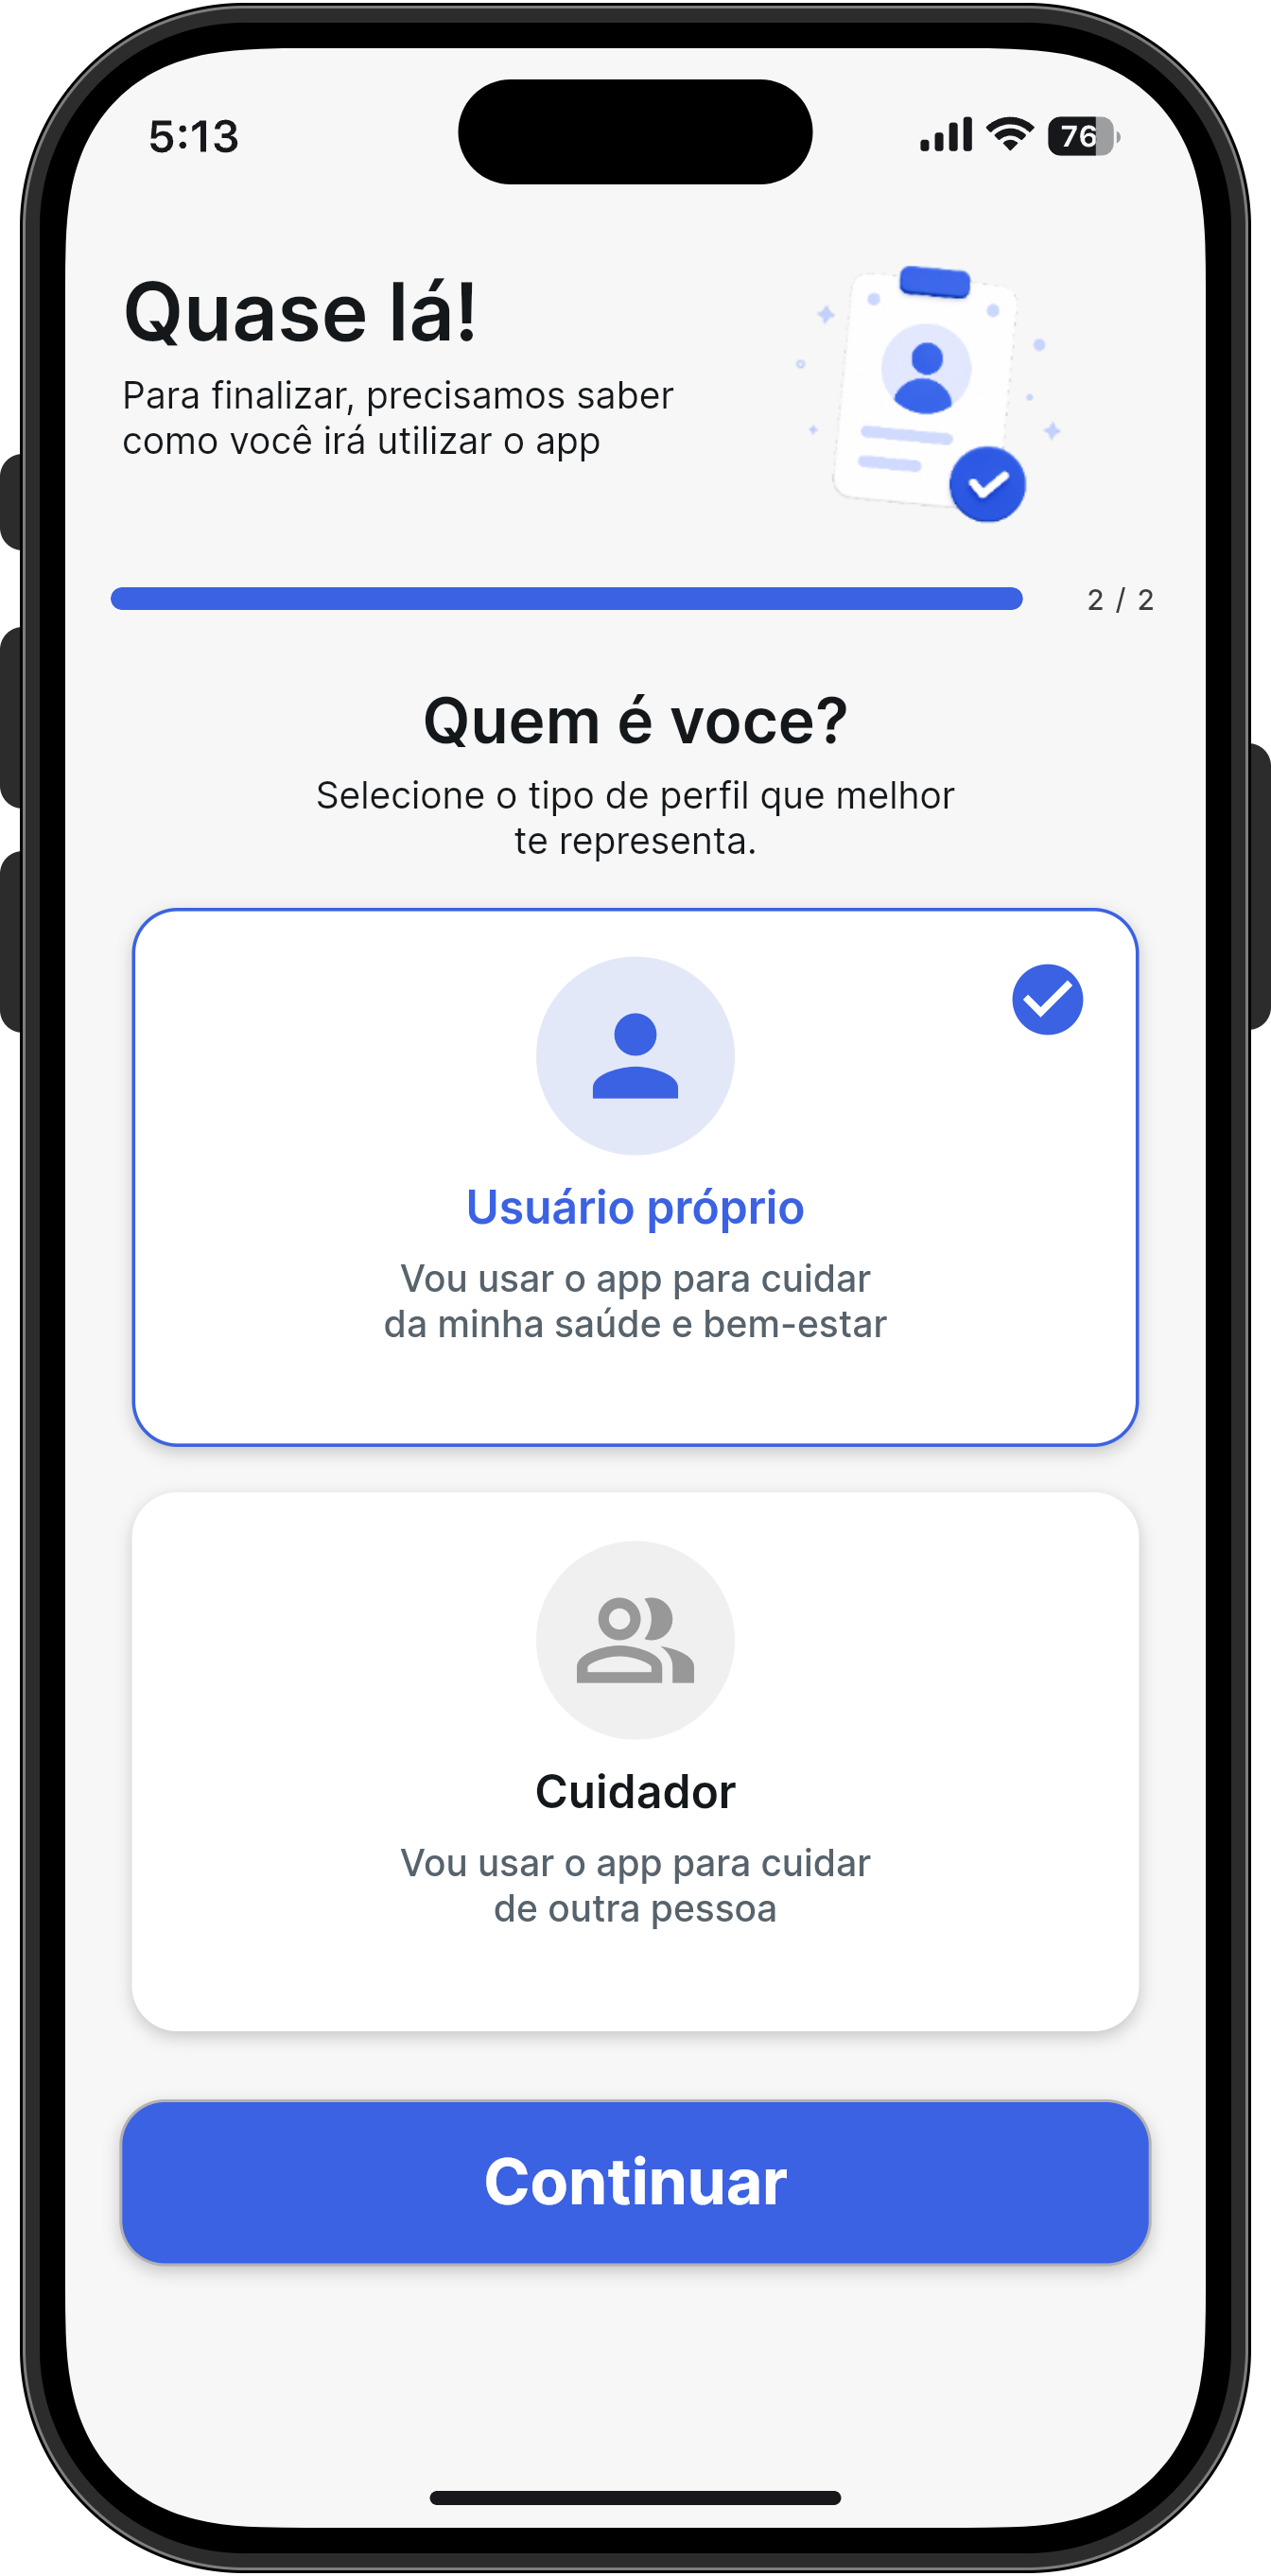 5:13
76
Quase lá!
Para finalizar, precisamos saber
como você irá utilizar o app
2 / 2
Quem é voce?
Selecione o tipo de perfil que melhor
te representa.
Usuário próprio
Vou usar o app para cuidar
da minha saúde e bem-estar
Cuidador
Vou usar o app para cuidar
de outra pessoa
Continuar